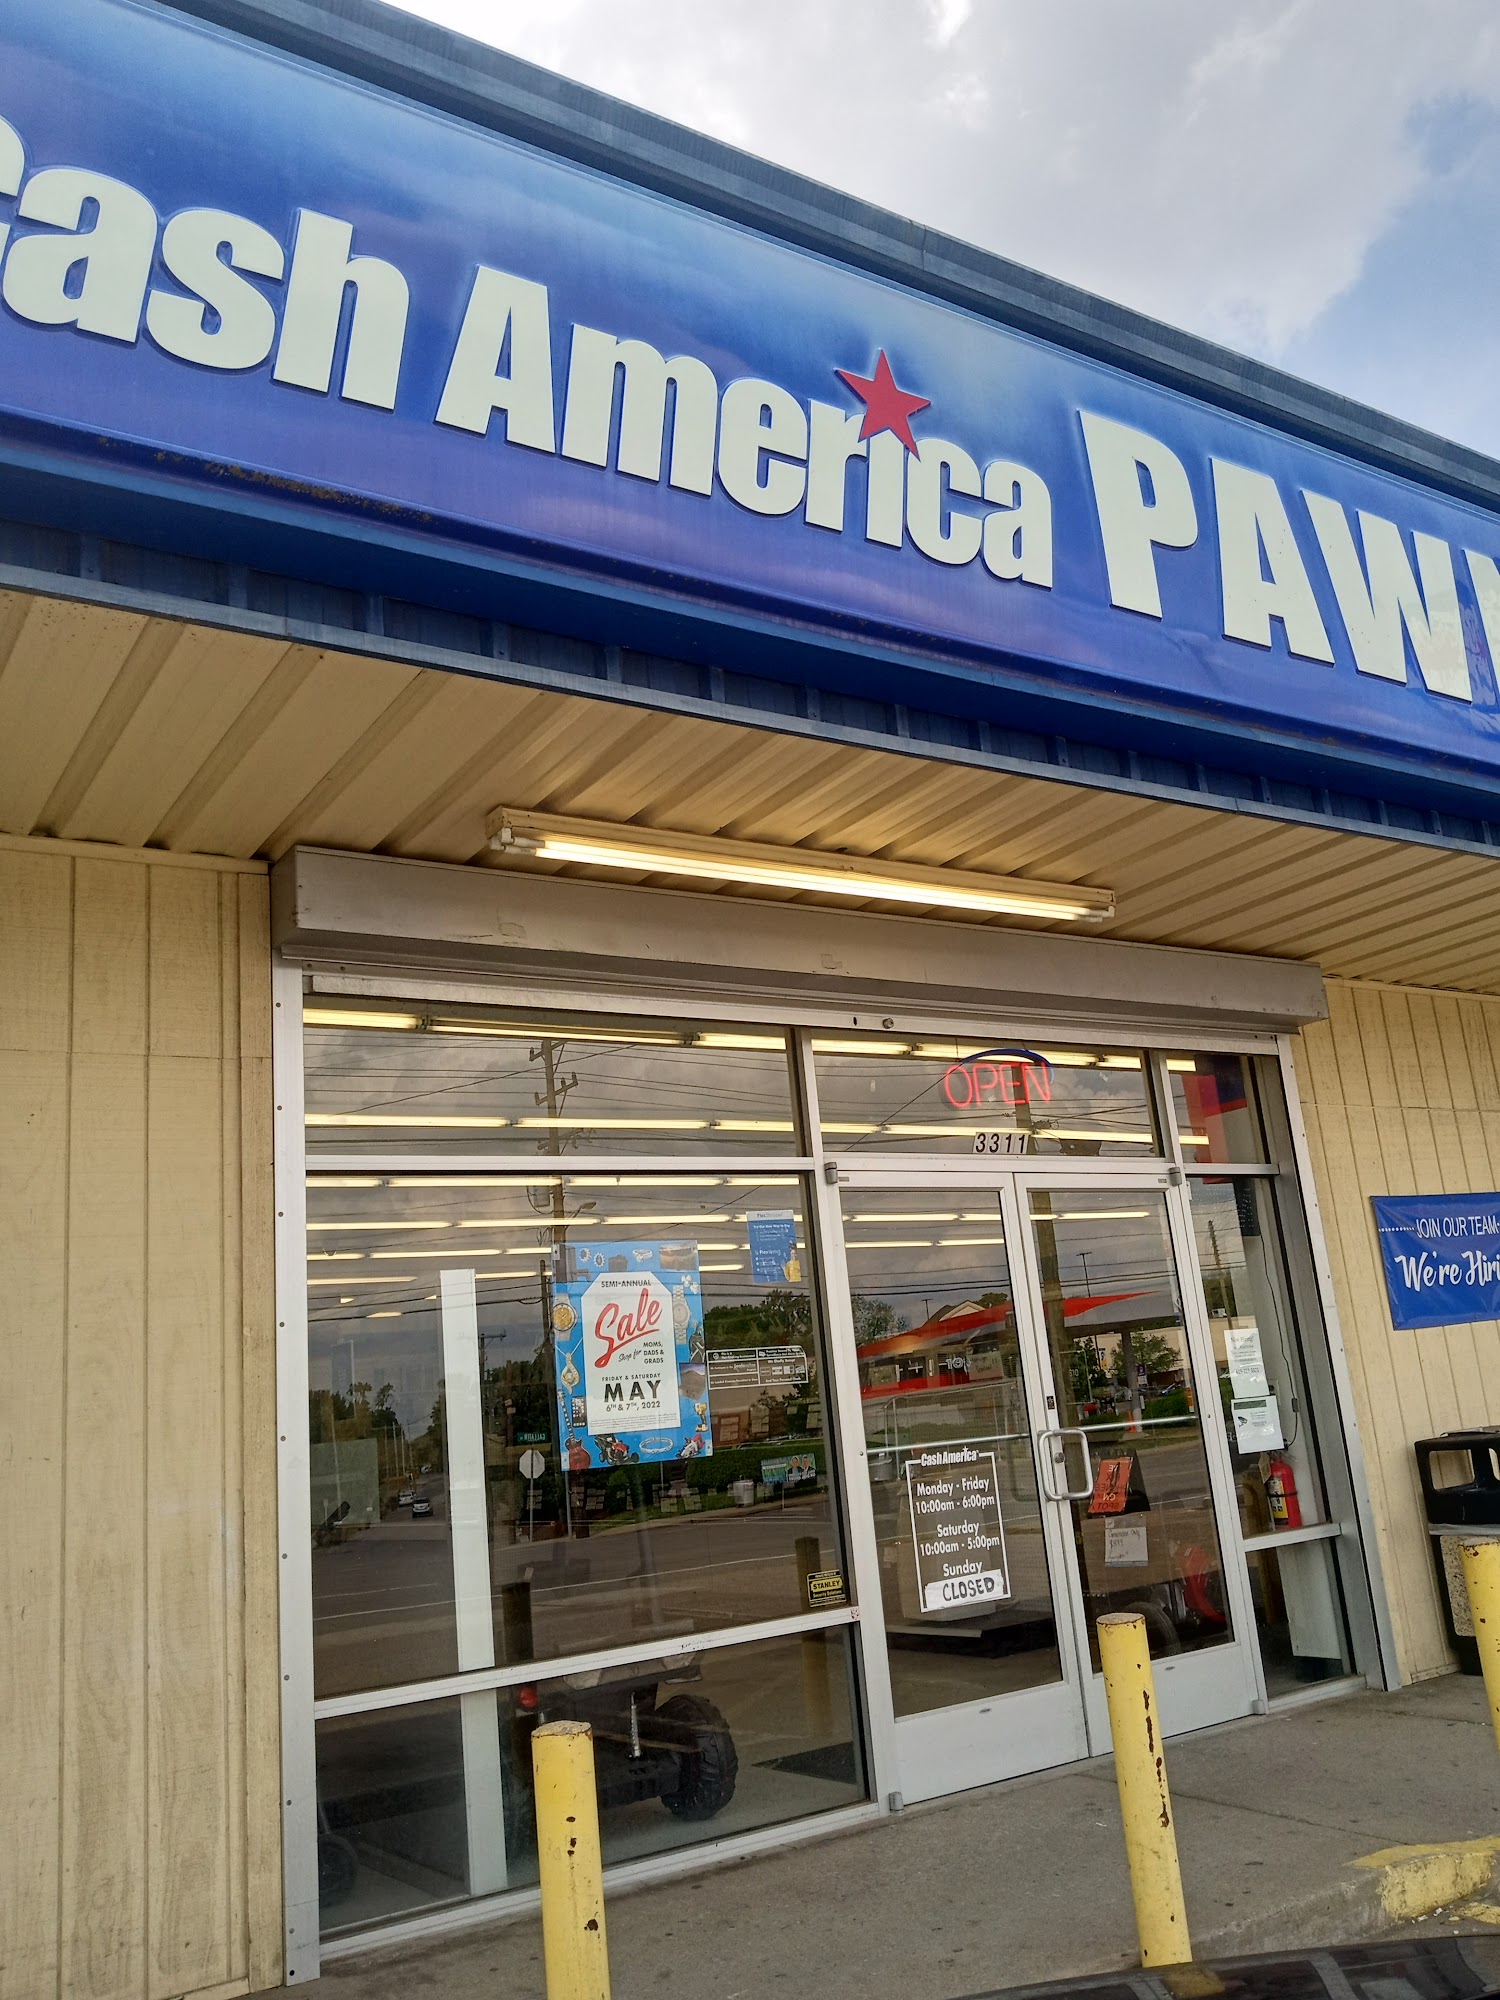 Cash America PAWN
OPEN
3311
SEMI-ANNUAL
Sale
Shop for MOMS,
DADS &
GRADS
FRIDAY & SATURDAY
MAY
6TH & 7TH, 2022
Cash America
Monday - Friday
10:00am - 6:00pm
Saturday
10:00am - 5:00pm
Sunday
CLOSED
STANLEY
JOIN OUR TEAM
We're Hiri